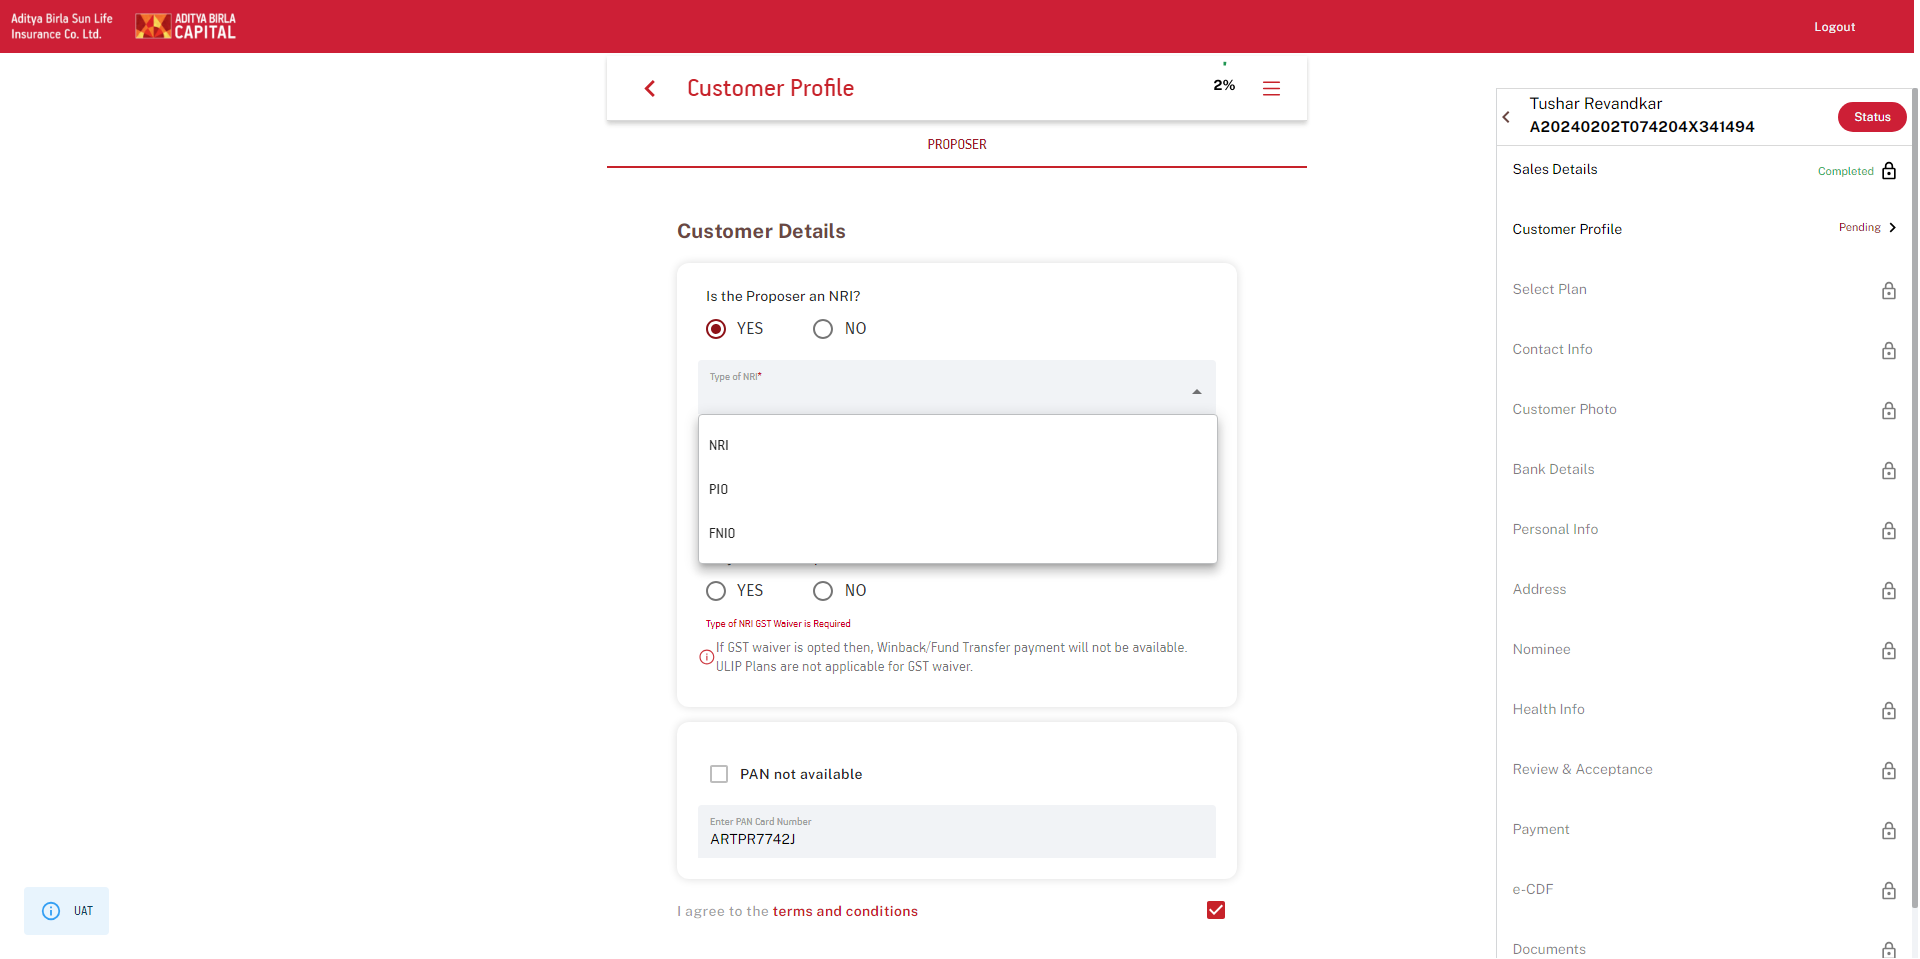 Aditya Birla Sun Life
Insurance Co. Ltd.
ADITYA BIRLA
CAPITAL
Logout
Customer Profile
2%
PROPOSER
Customer Details
Is the Proposer an NRI?
YES
NO
Type of NRI*
NRI
PIO
FNIO
YES
NO
Type of NRI GST Waiver is Required
If GST waiver is opted then, Winback/Fund Transfer payment will not be available.
ULIP Plans are not applicable for GST waiver.
PAN not available
Enter PAN Card Number
ARTPR7742J
I agree to the terms and conditions
UAT
Tushar Revandkar
A20240202T074204X341494
Status
Sales Details
Completed
Customer Profile
Pending
Select Plan
Contact Info
Customer Photo
Bank Details
Personal Info
Address
Nominee
Health Info
Review & Acceptance
Payment
e-CDF
Documents